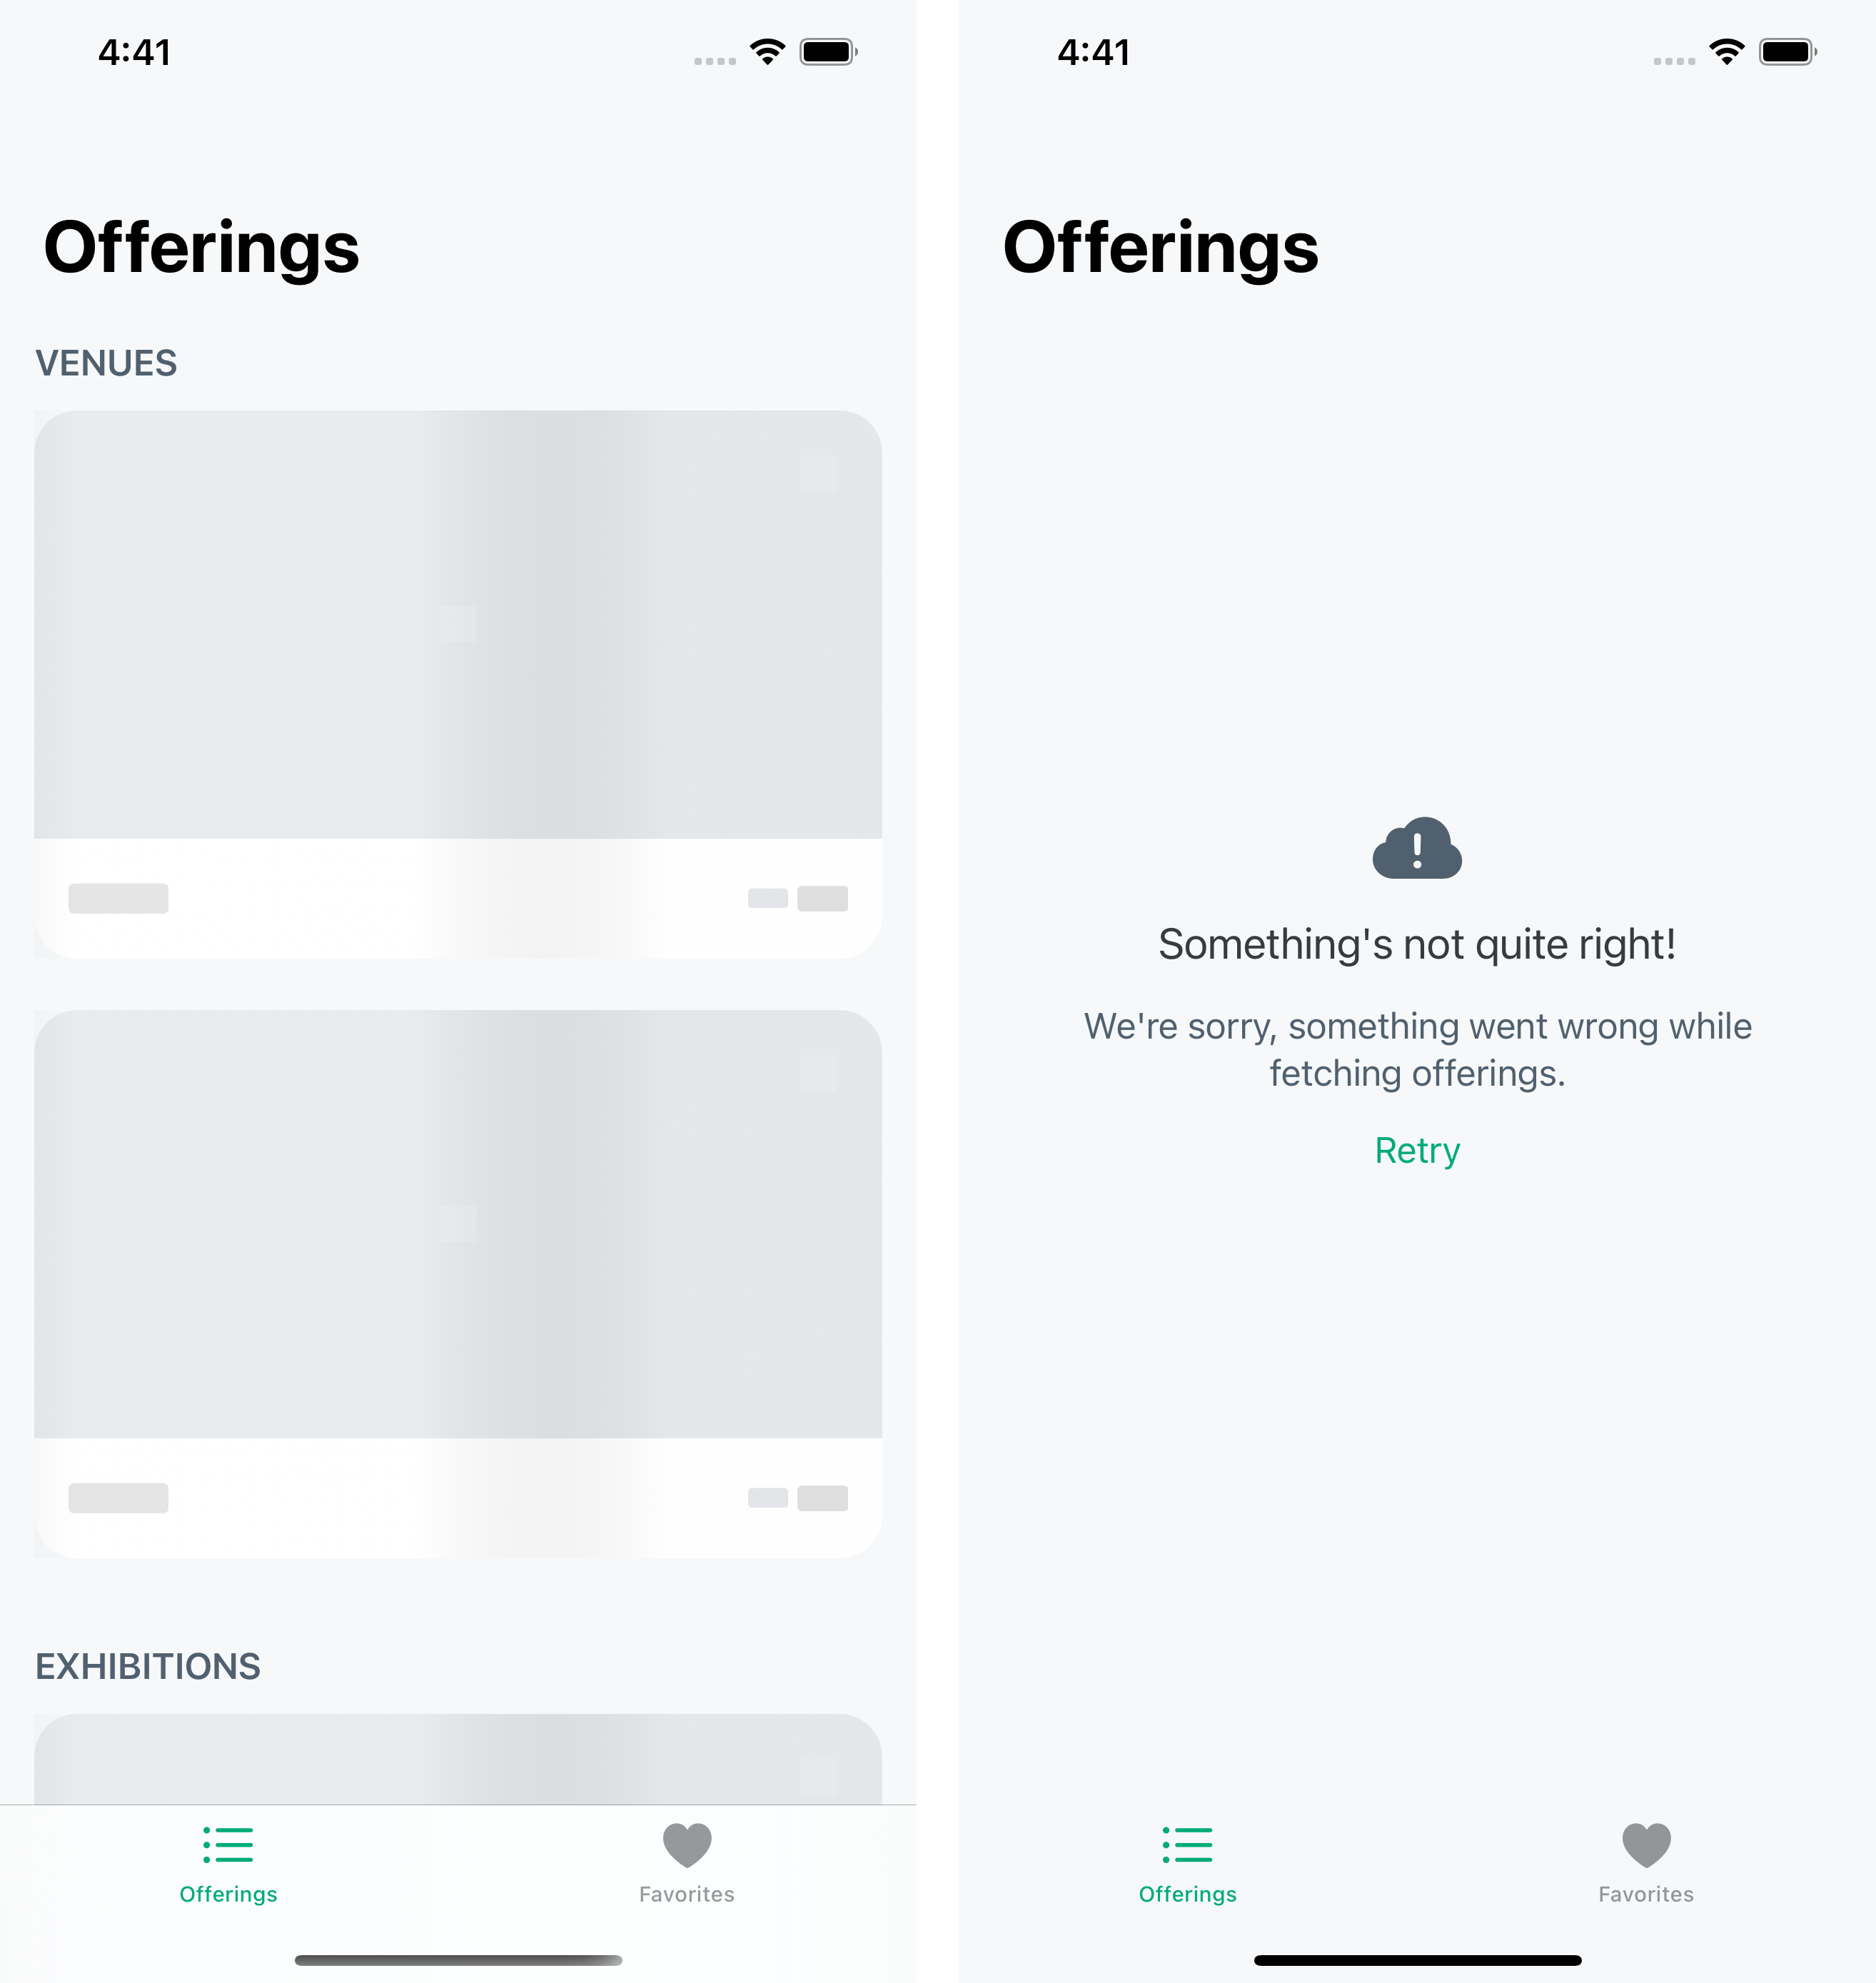 4:41
Offerings
VENUES
EXHIBITIONS
Offerings
Favorites
4:41
Offerings
Something's not quite right!
We're sorry, something went wrong while
fetching offerings.
Retry
Offerings
Favorites